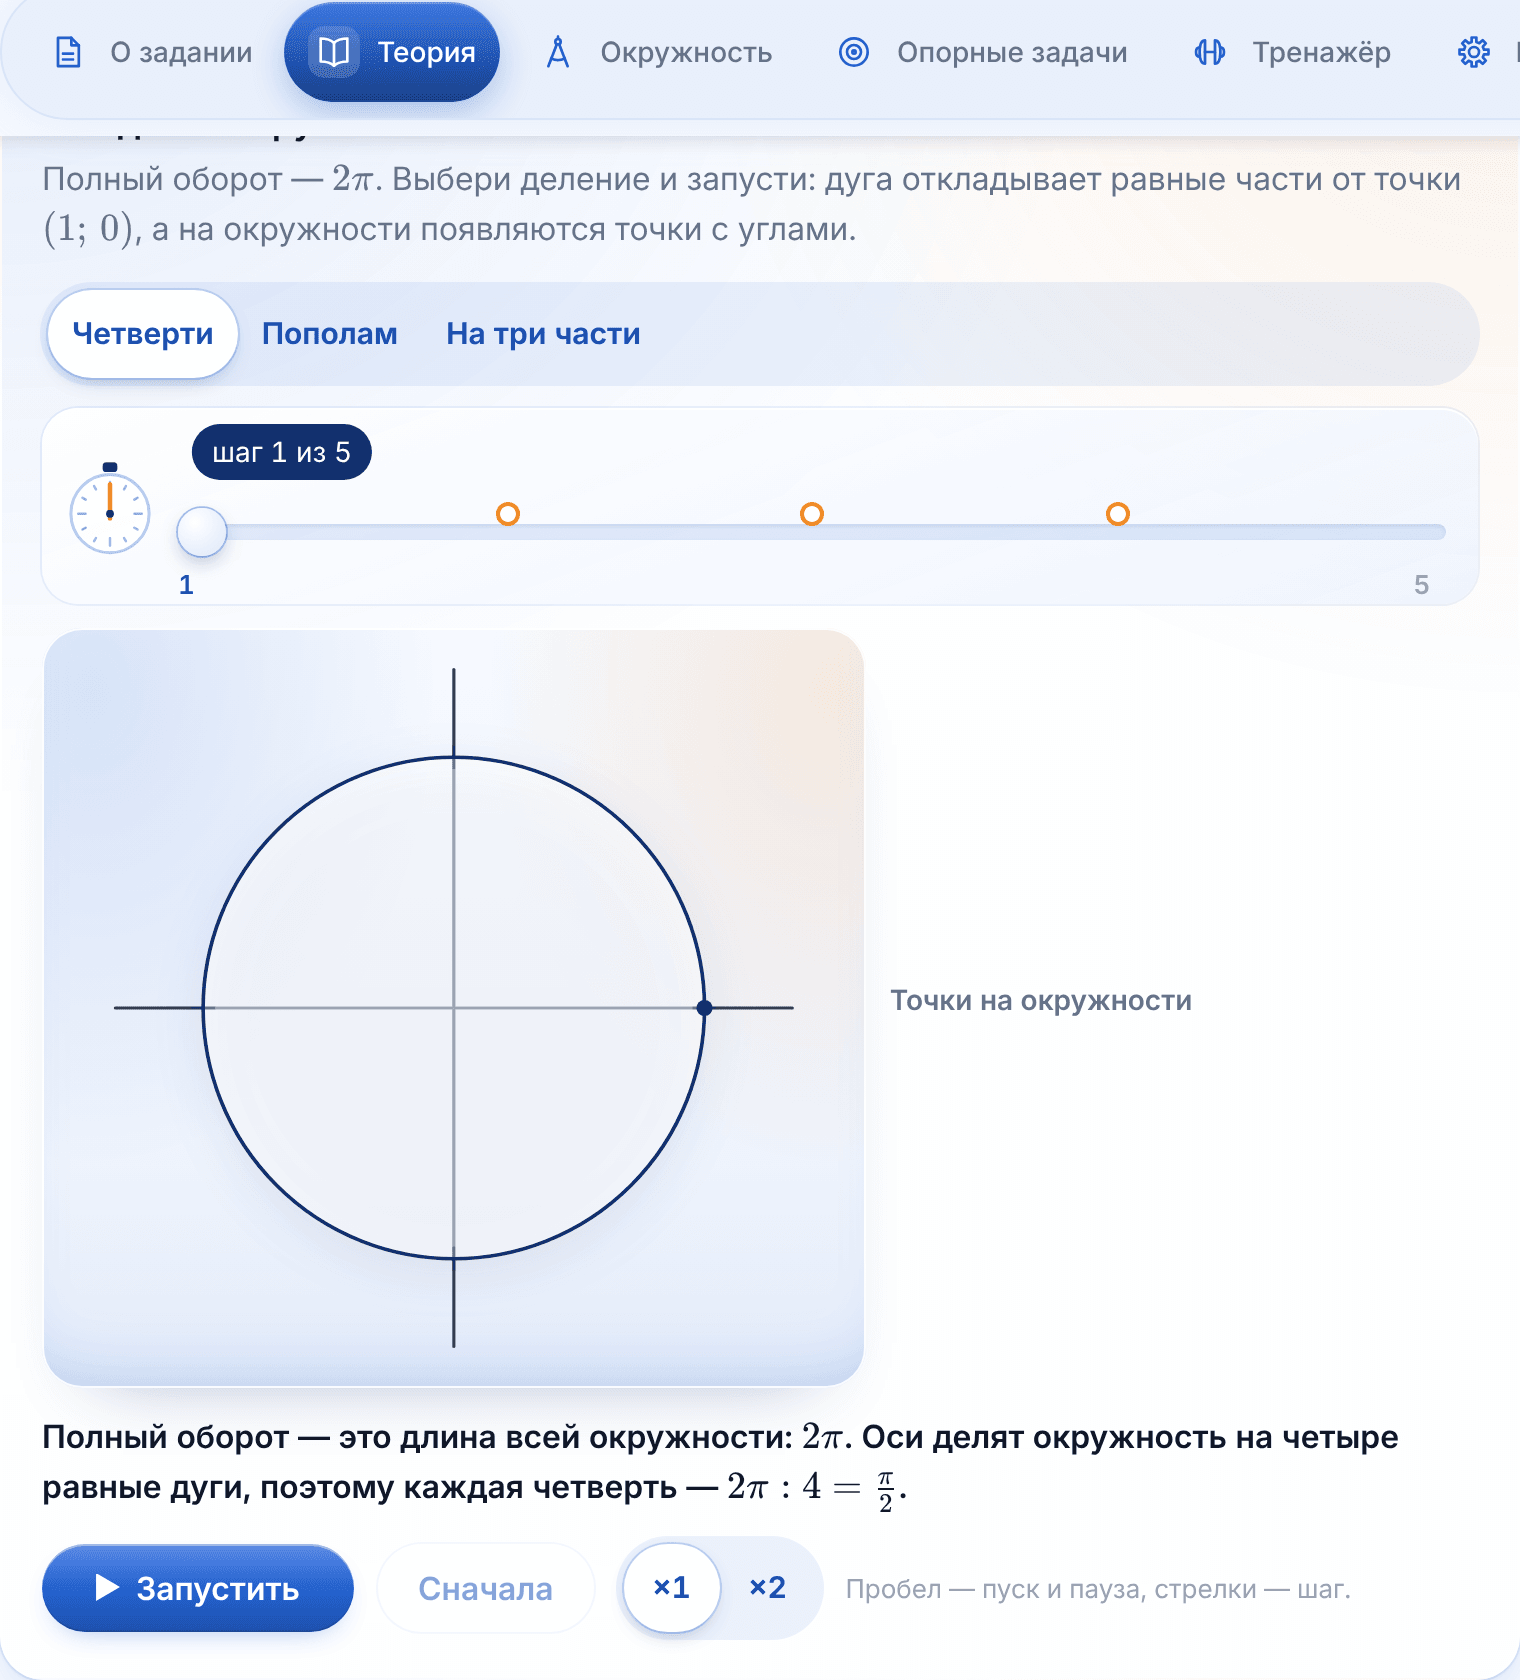 О задании
Теория
Окружность
Опорные задачи
Тренажёр
Полный оборот — 2π. Выбери деление и запусти: дуга откладывает равные части от точки
(1; 0), а на окружности появляются точки с углами.
Четверти
Пополам
На три части
шаг 1 из 5
1
5
Точки на окружности
Полный оборот — это длина всей окружности: 2π. Оси делят окружность на четыре
равные дуги, поэтому каждая четверть — 2π : 4 = π/2.
Запустить
Сначала
×1
×2
Пробел — пуск и пауза, стрелки — шаг.